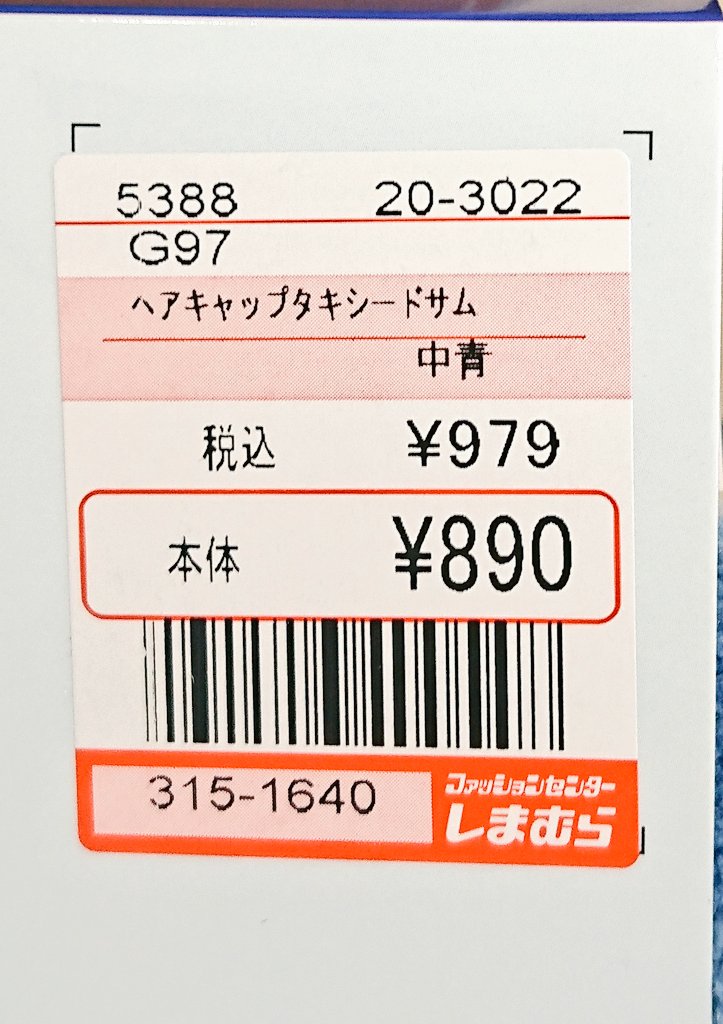 5388 20-3022
G97
ヘアキャップタキシードサム
中青
税込 ¥979
本体 ¥890
315-1640
ファッションセンター
しまむら